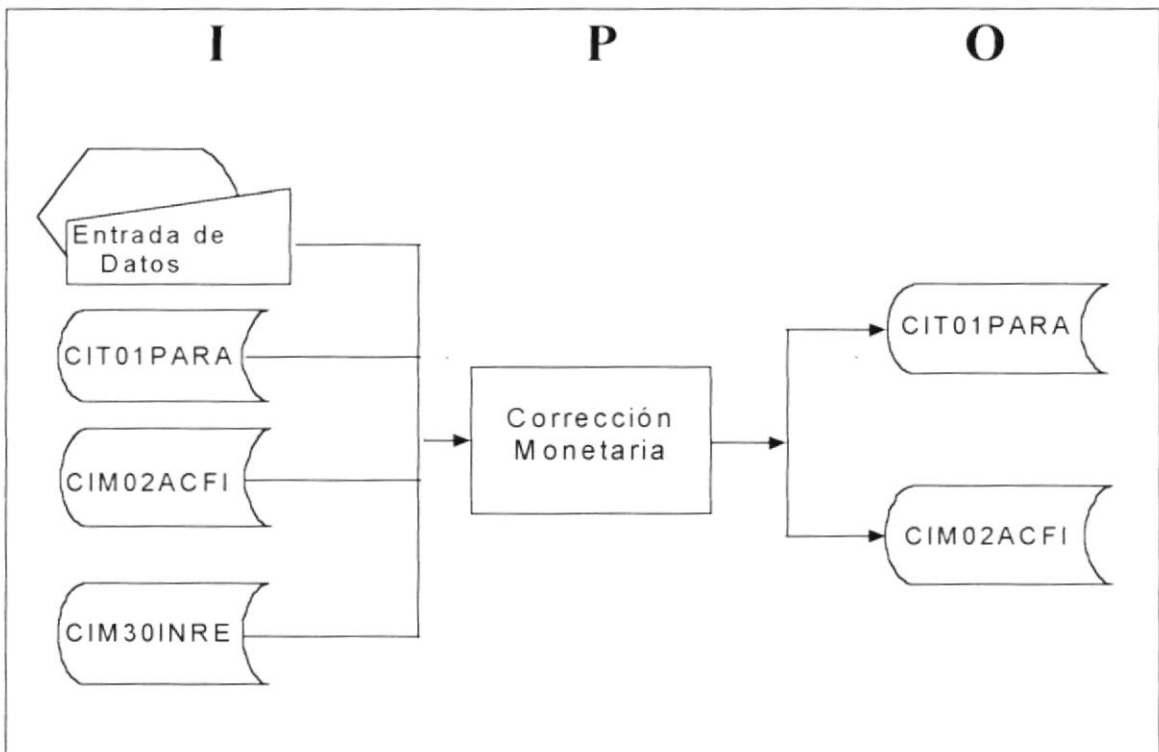 I P O
Entrada de
Datos
CIT01PARA
CIM02ACFI
CIM30INRE
Corrección
Monetaria
CIT01PARA
CIM02ACFI